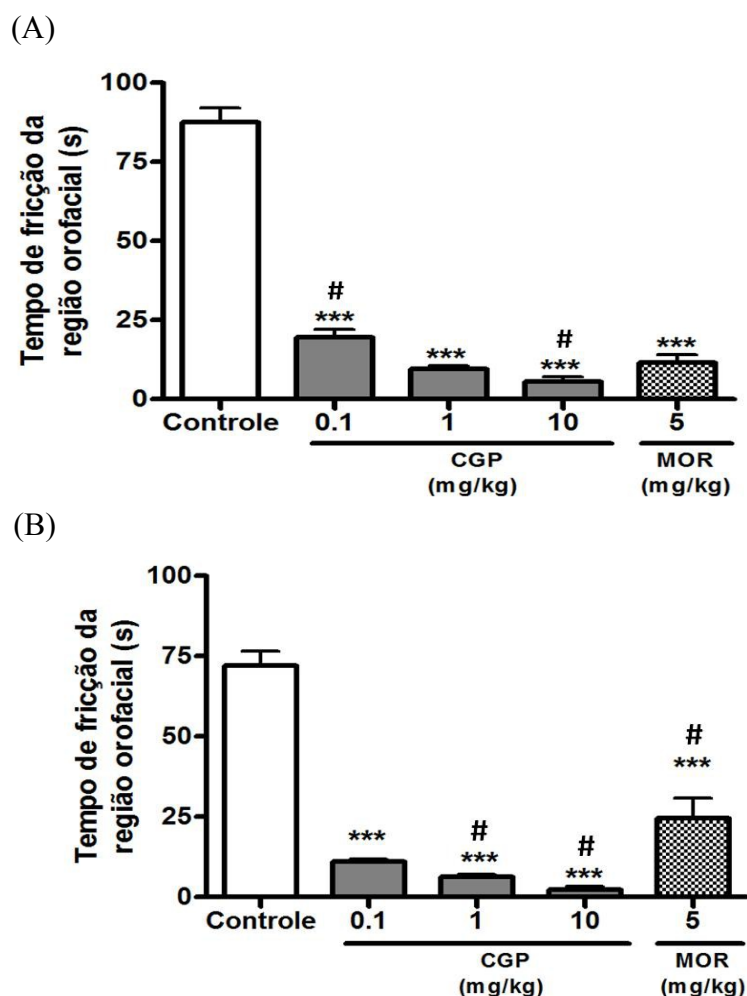 (A)
Tempo de fricção da
região orofacial (s)
100
75
50
25
0
#
***
***
#
***
***
Controle 0.1 1 10 5
CGP MOR
(mg/kg) (mg/kg)
(B)
Tempo de fricção da
região orofacial (s)
100
75
50
25
0
***
#
***
#
***
#
***
Controle 0.1 1 10 5
CGP MOR
(mg/kg) (mg/kg)